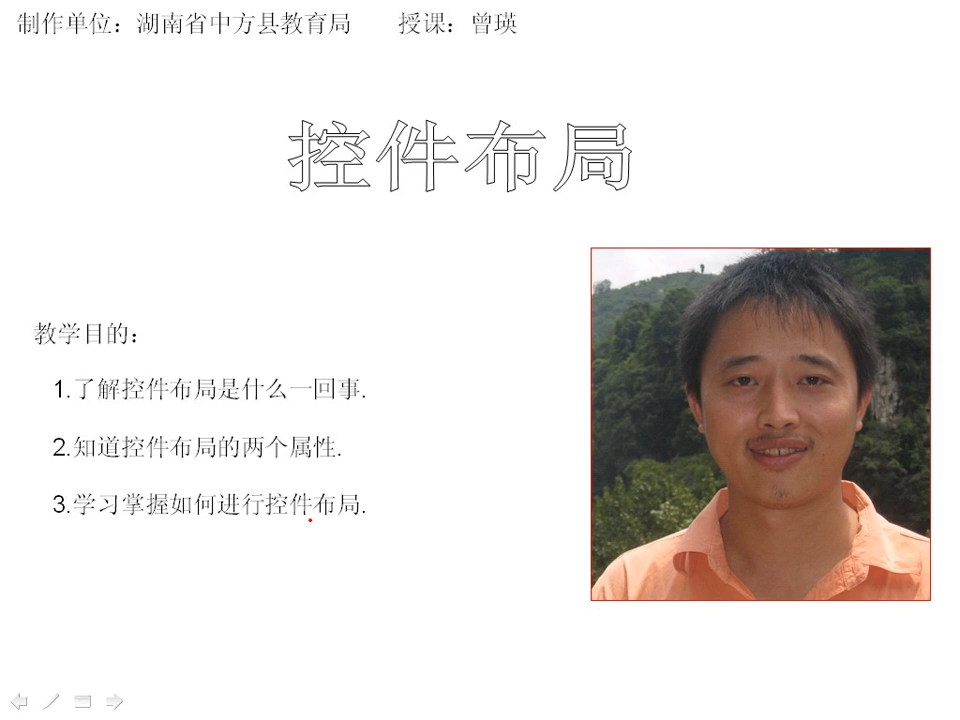 制作单位：湖南省中方县教育局 授课：曾瑛
控件布局
教学目的：
1.了解控件布局是什么一回事.
2.知道控件布局的两个属性.
3.学习掌握如何进行控件布局.